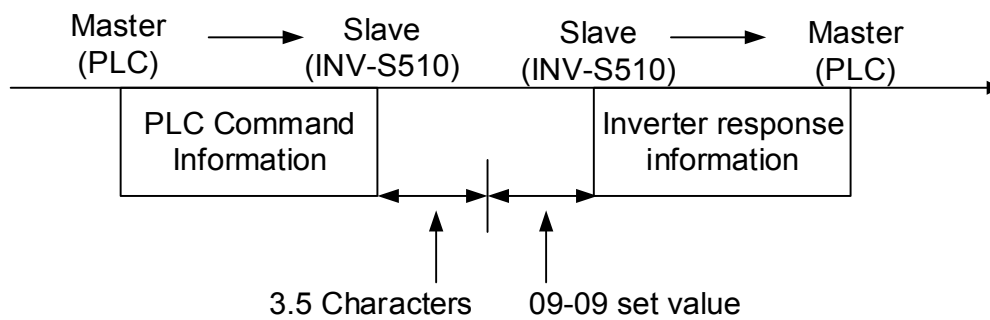 Master
(PLC)
Slave
(INV-S510)
Slave
(INV-S510)
Master
(PLC)
PLC Command
Information
Inverter response
information
3.5 Characters
09-09 set value